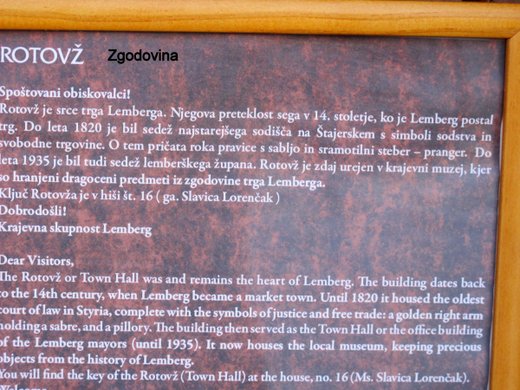 ROTOVŽ Zgodovina
Spoštovani obiskovalci!
Rotovž je srce trga Lemberga. Njegova preteklost sega v 14. stoletje, ko je Lemberg postal
trg. Do leta 1820 je bil sedež najstarejšega sodišča na Štajerskem s simboli sodstva in
svobodne trgovine. O tem pričata roka pravice s sabljo in sramotilni steber – pranger. Do
leta 1935 je bil tudi sedež lemberškega župana. Rotovž je zdaj urejen v krajevni muzej, kjer
so hranjeni dragoceni predmeti iz zgodovine trga Lemberga.
Ključ Rotovža je v hiši št. 16 ( ga. Slavica Lorenčak )
Dobrodošli!
Krajevna skupnost Lemberg
Dear Visitors,
The Rotovž or Town Hall was and remains the heart of Lemberg. The building dates back
to the 14th century, when Lemberg became a market town. Until 1820 it housed the oldest
court of law in Styria, complete with the symbols of justice and free trade: a golden right arm
holding a sabre, and a pillory. The building then served as the Town Hall or the office building
of the Lemberg mayors (until 1935). It now houses the local museum, keeping precious
objects from the history of Lemberg.
You will find the key of the Rotovž (Town Hall) at the house, no. 16 (Ms. Slavica Lorenčak).